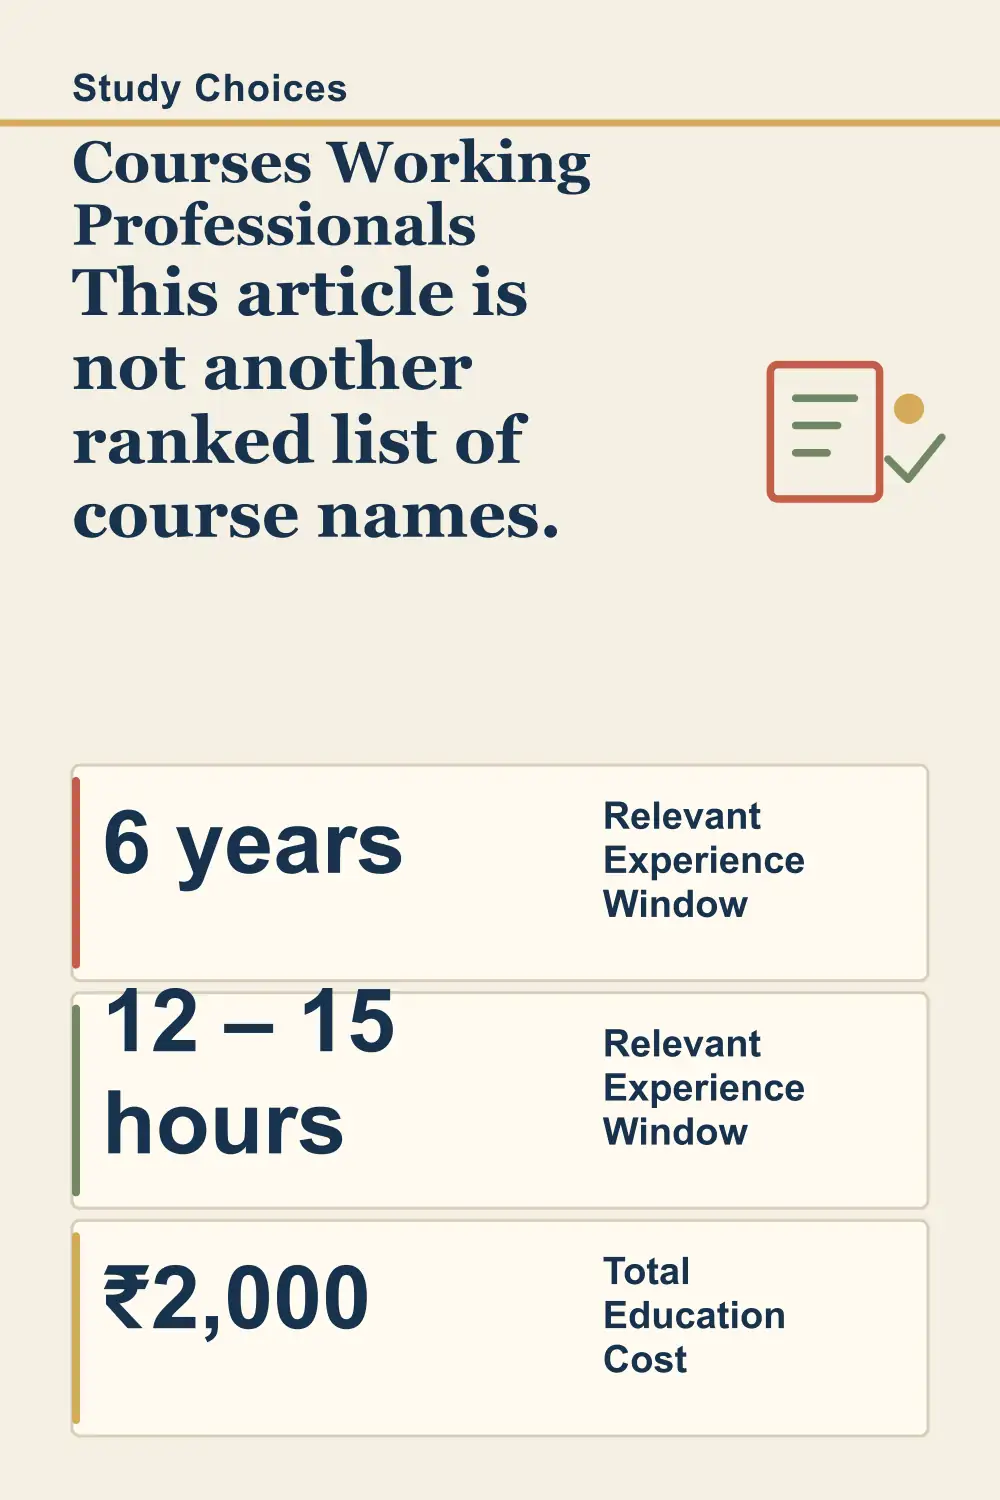 Study Choices
Courses Working
Professionals
This article is
not another
ranked list of
course names.
6 years
Relevant
Experience
Window
12 – 15
hours
Relevant
Experience
Window
₹2,000
Total
Education
Cost